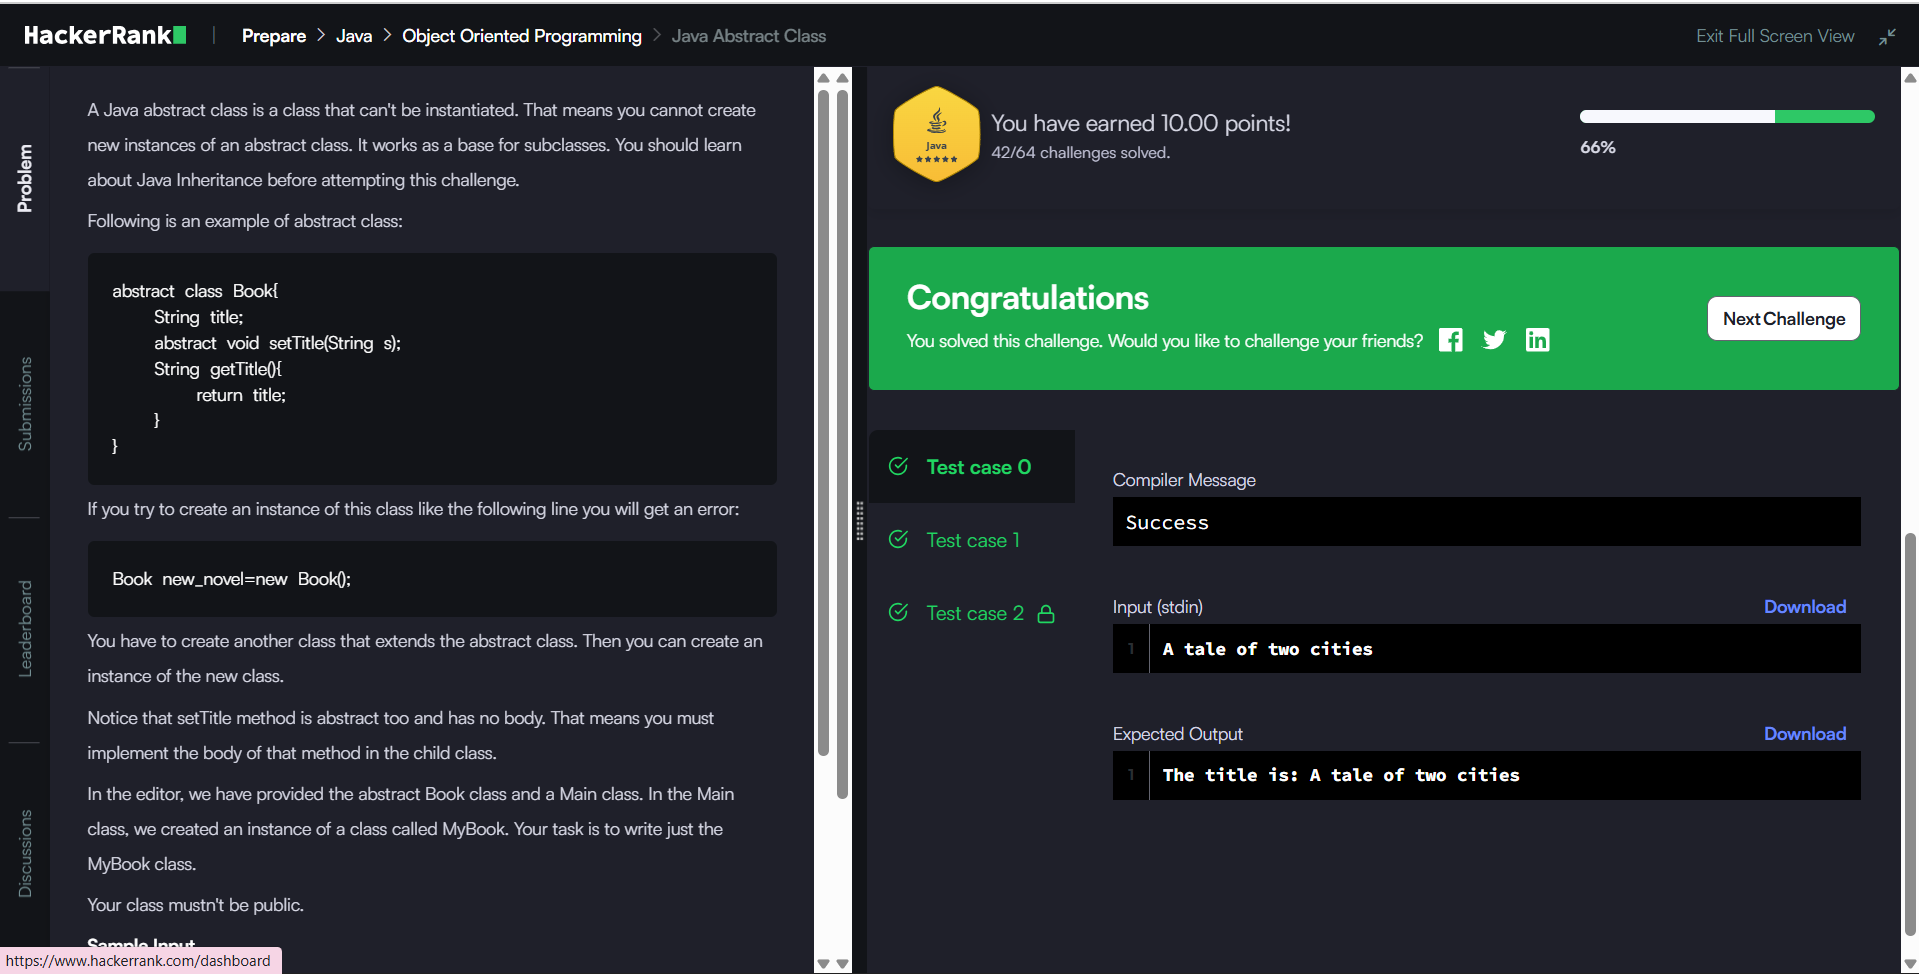 HackerRank
Prepare > Java > Object Oriented Programming > Java Abstract Class
Exit Full Screen View
Problem
Submissions
Leaderboard
Discussions
A Java abstract class is a class that can't be instantiated. That means you cannot create
new instances of an abstract class. It works as a base for subclasses. You should learn
about Java Inheritance before attempting this challenge.
Following is an example of abstract class:
abstract class Book{
String title;
abstract void setTitle(String s);
String getTitle(){
return title;
}
}
If you try to create an instance of this class like the following line you will get an error:
Book new_novel=new Book();
You have to create another class that extends the abstract class. Then you can create an
instance of the new class.
Notice that setTitle method is abstract too and has no body. That means you must
implement the body of that method in the child class.
In the editor, we have provided the abstract Book class and a Main class. In the Main
class, we created an instance of a class called MyBook. Your task is to write just the
MyBook class.
Your class mustn't be public.
Sample Input
https://www.hackerrank.com/dashboard
Java
You have earned 10.00 points!
42/64 challenges solved.
66%
Congratulations
You solved this challenge. Would you like to challenge your friends?
Next Challenge
Test case 0
Test case 1
Test case 2
Compiler Message
Success
Input (stdin)
Download
1 A tale of two cities
Expected Output
Download
1 The title is: A tale of two cities